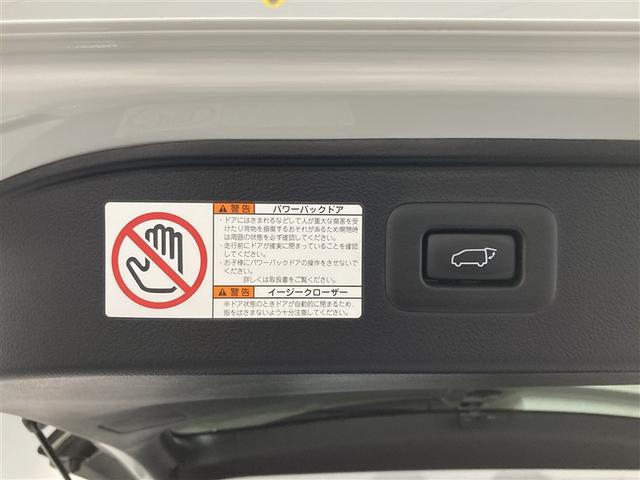 警告 パワーバックドア
・ドアにはさまれるなどして人が重大な傷害を受
けたり荷物を損傷するおそれがあるため開閉時
は周囲の状態を必ず確認してください。
・走行前にドアが確実に閉まっていることを確認
してください。
・お子様にパワーバックドアの操作をさせないで
ください。
詳しくは取扱書をご覧ください。
警告 イージークローザー
半ドア状態のときドアが自動的に閉まるため、
指をはさまないよう十分注意してください。